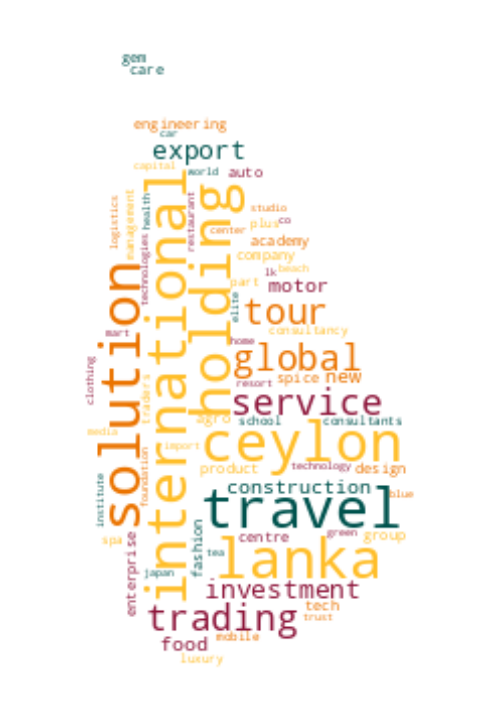 gem
care
engineering
car
export
capital
world
auto
logistics
management
health
technologies
restaurant
international
holding
solution
studio
plus
co
center
academy
company
lk
beach
part
motor
elite
tour
consultancy
mart
home
global
clothing
resort
spice
new
traders
service
agro
school
consultants
media
import
ceylon
product
technology
design
foundation
institute
construction
blue
travel
spa
enterprise
fashion
centre
green
group
tea
lanka
japan
investment
tech
trading
trust
food
mobile
luxury